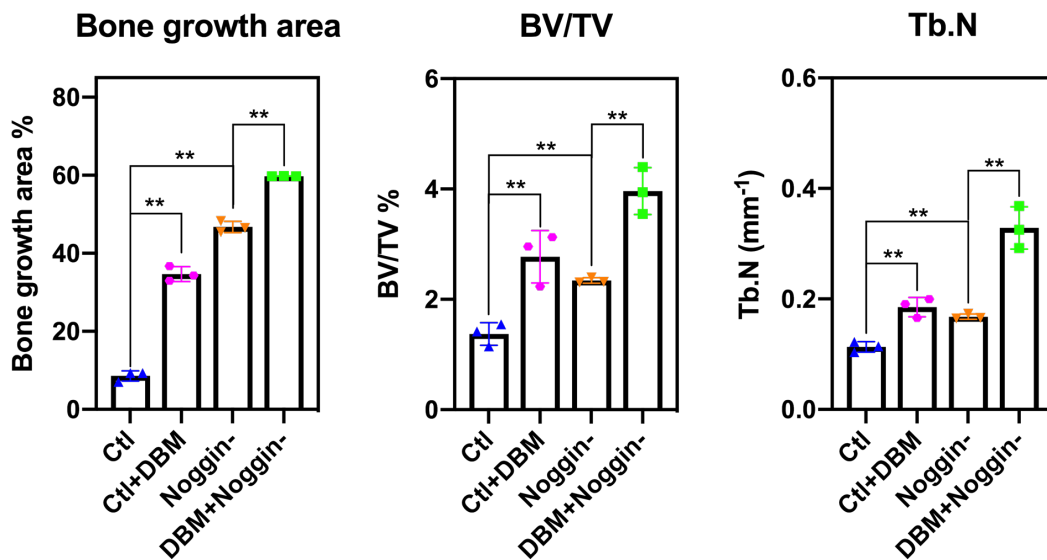 Bone growth area
Bone growth area %
80
60
40
20
0
**
**
**
Ctl
Ctl+DBM
Noggin-
DBM+Noggin-
BV/TV
BV/TV %
6
4
2
0
**
**
**
Ctl
Ctl+DBM
Noggin-
DBM+Noggin-
Tb.N
Tb.N (mm⁻¹)
0.6
0.4
0.2
0.0
**
**
**
Ctl
Ctl+DBM
Noggin-
DBM+Noggin-